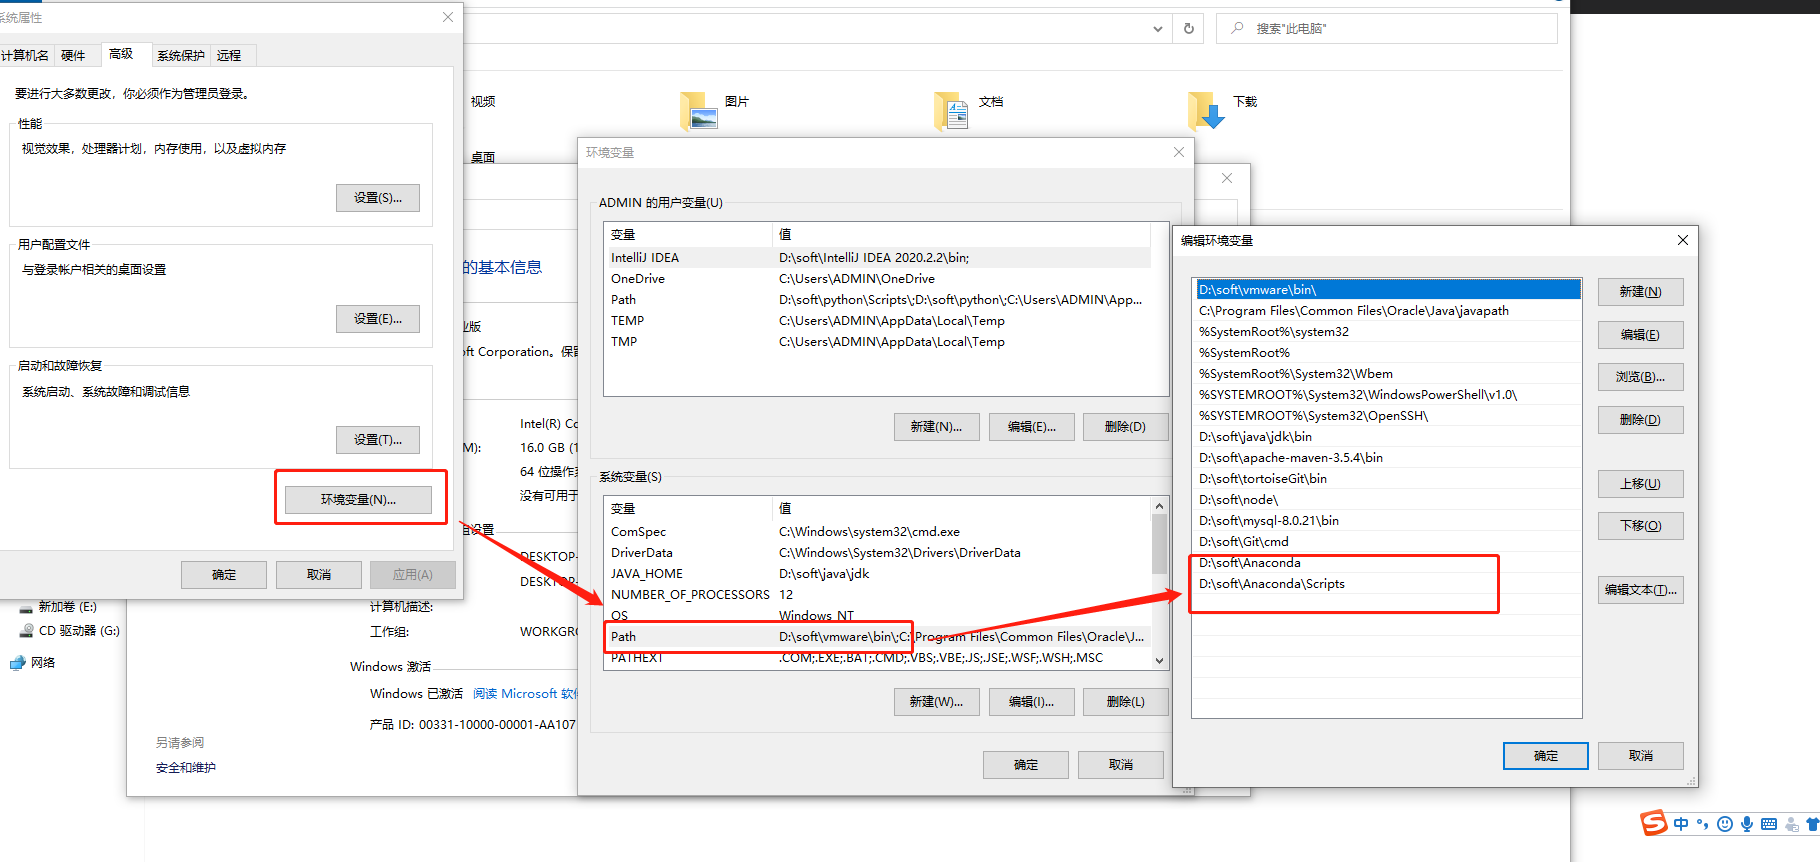 系统属性
计算机名
硬件
高级
系统保护
远程
要进行大多数更改，你必须作为管理员登录。
性能
视觉效果，处理器计划，内存使用，以及虚拟内存
设置(S)...
用户配置文件
与登录帐户相关的桌面设置
设置(E)...
启动和故障恢复
系统启动、系统故障和调试信息
设置(T)...
环境变量(N)...
确定
取消
应用(A)
搜索"此电脑"
视频
图片
文档
下载
桌面
的基本信息
业版
oft Corporation。保
Intel(R) Co
M):
16.0 GB (1
64 位操作
没有可用于
组设置
DESKTOP-
DESKTOP-
计算机描述:
工作组:
WORKGRO
Windows 激活
Windows 已激活 阅读 Microsoft 软
产品 ID: 00331-10000-00001-AA107
另请参阅
安全和维护
新加卷 (E:)
CD 驱动器 (G:)
网络
环境变量
ADMIN 的用户变量(U)
变量 值
IntelliJ IDEA D:\soft\IntelliJ IDEA 2020.2.2\bin;
OneDrive C:\Users\ADMIN\OneDrive
Path D:\soft\python\Scripts\;D:\soft\python\;C:\Users\ADMIN\App...
TEMP C:\Users\ADMIN\AppData\Local\Temp
TMP C:\Users\ADMIN\AppData\Local\Temp
新建(N)...
编辑(E)...
删除(D)
系统变量(S)
变量 值
ComSpec C:\Windows\system32\cmd.exe
DriverData C:\Windows\System32\Drivers\DriverData
JAVA_HOME D:\soft\java\jdk
NUMBER_OF_PROCESSORS 12
OS Windows_NT
Path D:\soft\vmware\bin\;C:\Program Files\Common Files\Oracle\J...
PATHEXT .COM;.EXE;.BAT;.CMD;.VBS;.VBE;.JS;.JSE;.WSF;.WSH;.MSC
新建(W)...
编辑(I)...
删除(L)
确定
取消
编辑环境变量
D:\soft\vmware\bin\
C:\Program Files\Common Files\Oracle\Java\javapath
%SystemRoot%\system32
%SystemRoot%
%SystemRoot%\System32\Wbem
%SYSTEMROOT%\System32\WindowsPowerShell\v1.0\
%SYSTEMROOT%\System32\OpenSSH\
D:\soft\java\jdk\bin
D:\soft\apache-maven-3.5.4\bin
D:\soft\tortoiseGit\bin
D:\soft\node\
D:\soft\mysql-8.0.21\bin
D:\soft\Git\cmd
D:\soft\Anaconda
D:\soft\Anaconda\Scripts
新建(N)
编辑(E)
浏览(B)...
删除(D)
上移(U)
下移(O)
编辑文本(T)...
确定
取消
中